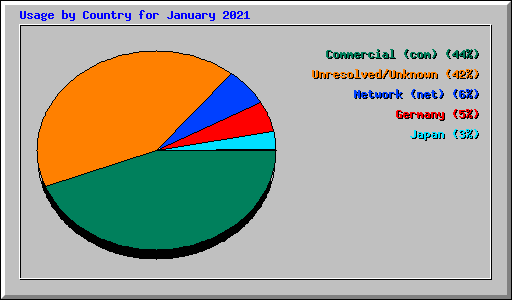 Usage by Country for January 2021
Commercial (com) (44%)
Unresolved/Unknown (42%)
Network (net) (6%)
Germany (5%)
Japan (3%)